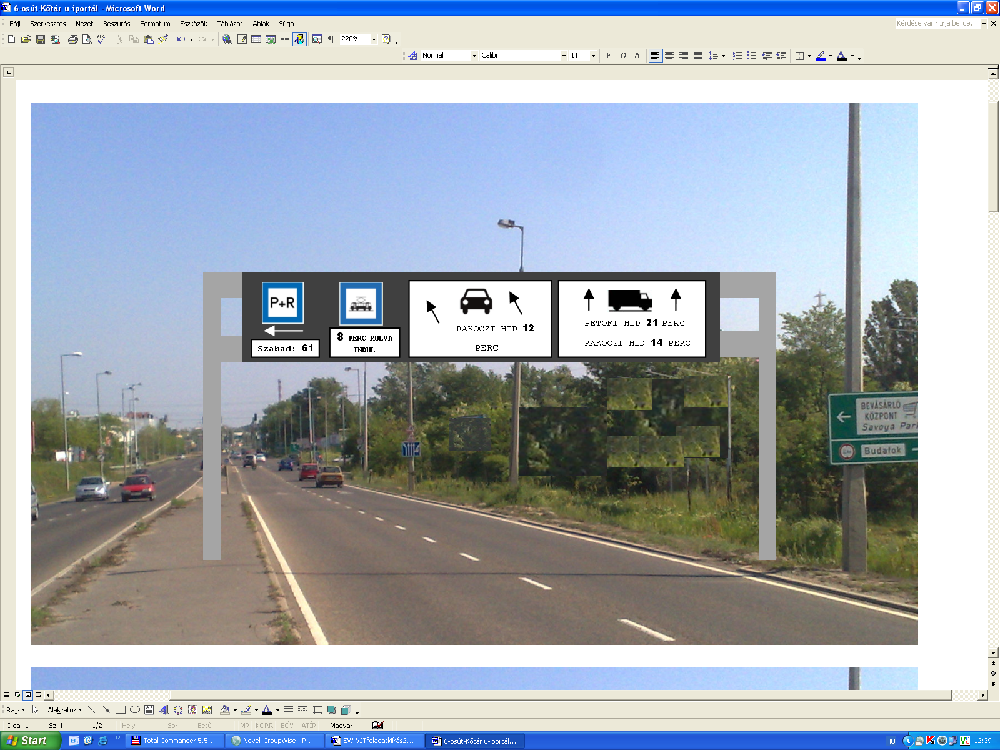 6-osút-Kőtár u-iportál - Microsoft Word
Fájl Szerkesztés Nézet Beszúrás Formátum Eszközök Táblázat Ablak Súgó
Kérdése van? Írja be ide.
220%
Normál Calibri 11 F D A
P+R
Szabad: 61
8 PERC MULVA
INDUL
RAKOCZI HID 12
PERC
PETOFI HID 21 PERC
RAKOCZI HID 14 PERC
BEVÁSÁRLÓ
KÖZPONT
Savoya Park
Budafok
Rajz Alakzatok
Oldal 1 Sz 1 1/2 Hely Sor Betű MR KORR BŐV ÁTÍR Magyar
Start Total Commander 5.5... Novell GroupWise - P... EW-VJTfeladatkiírás2... 6-osút-Kőtár u-iportál... HU 12:39